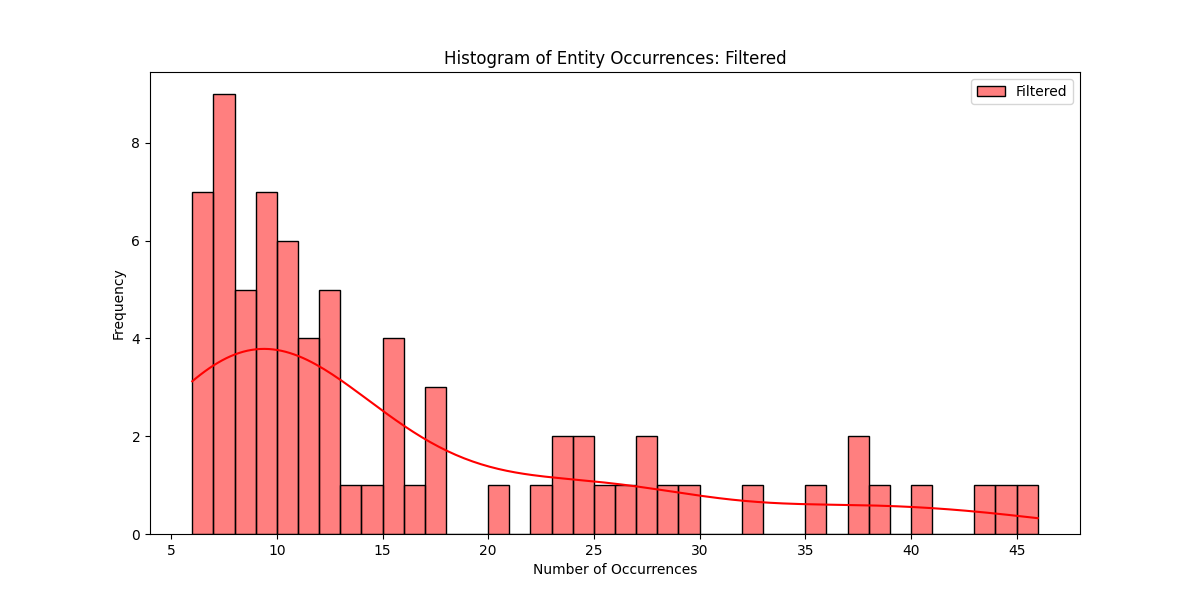 Histogram of Entity Occurrences: Filtered
Filtered
Frequency
8
6
4
2
0
5 10 15 20 25 30 35 40 45
Number of Occurrences